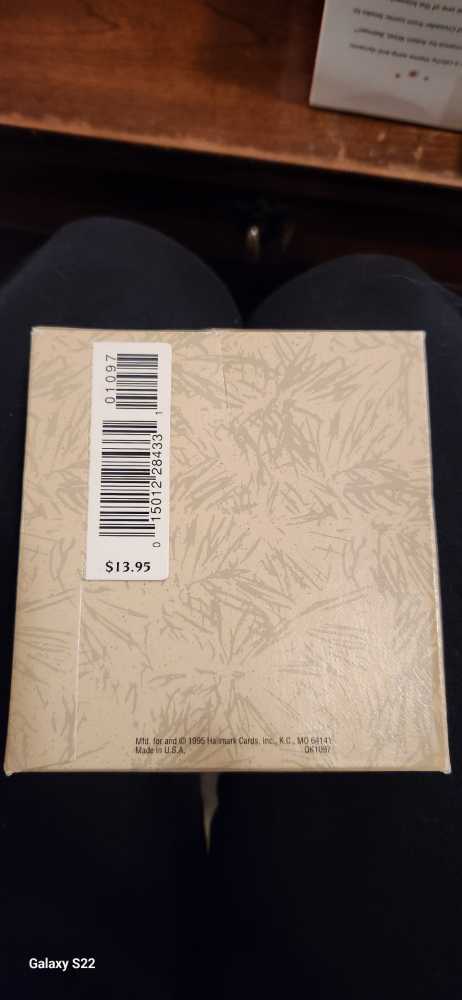 01097
0 15012 28433 1
$13.95
Mfd. for and © 1995 Hallmark Cards, Inc., K.C., MO 64141
Made in U.S.A. QK1097
Galaxy S22